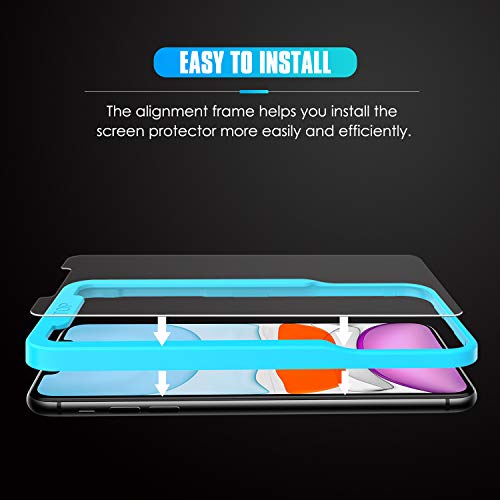 EASY TO INSTALL
The alignment frame helps you install the
screen protector more easily and efficiently.